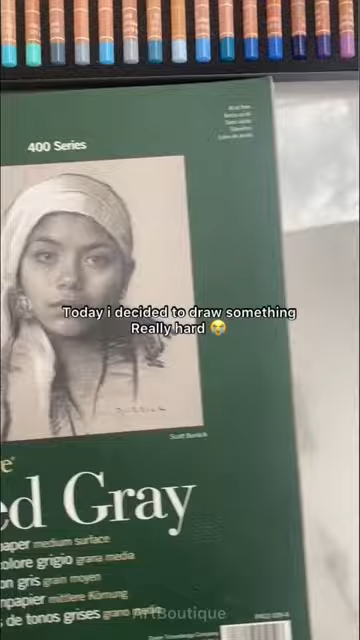 400 Series
Today i decided to draw something
Really hard 😭
Scott Burdick
e®
ed Gray
paper medium surface
colore grigio grana media
on gris grain moyen
npapier mittlere Körnung
s de tonos grises grano medio
ArtBoutique